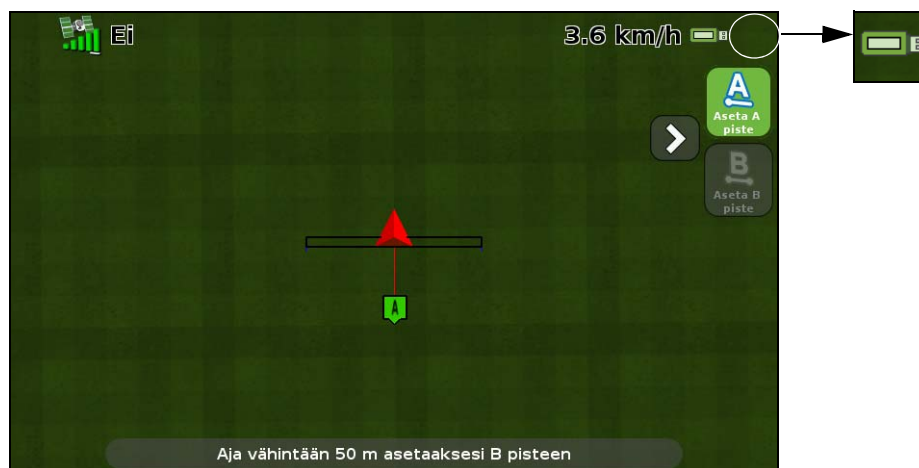 Ei
3.6 km/h
A
Aseta A
piste
B
Aseta B
piste
A
Aja vähintään 50 m asetaaksesi B pisteen